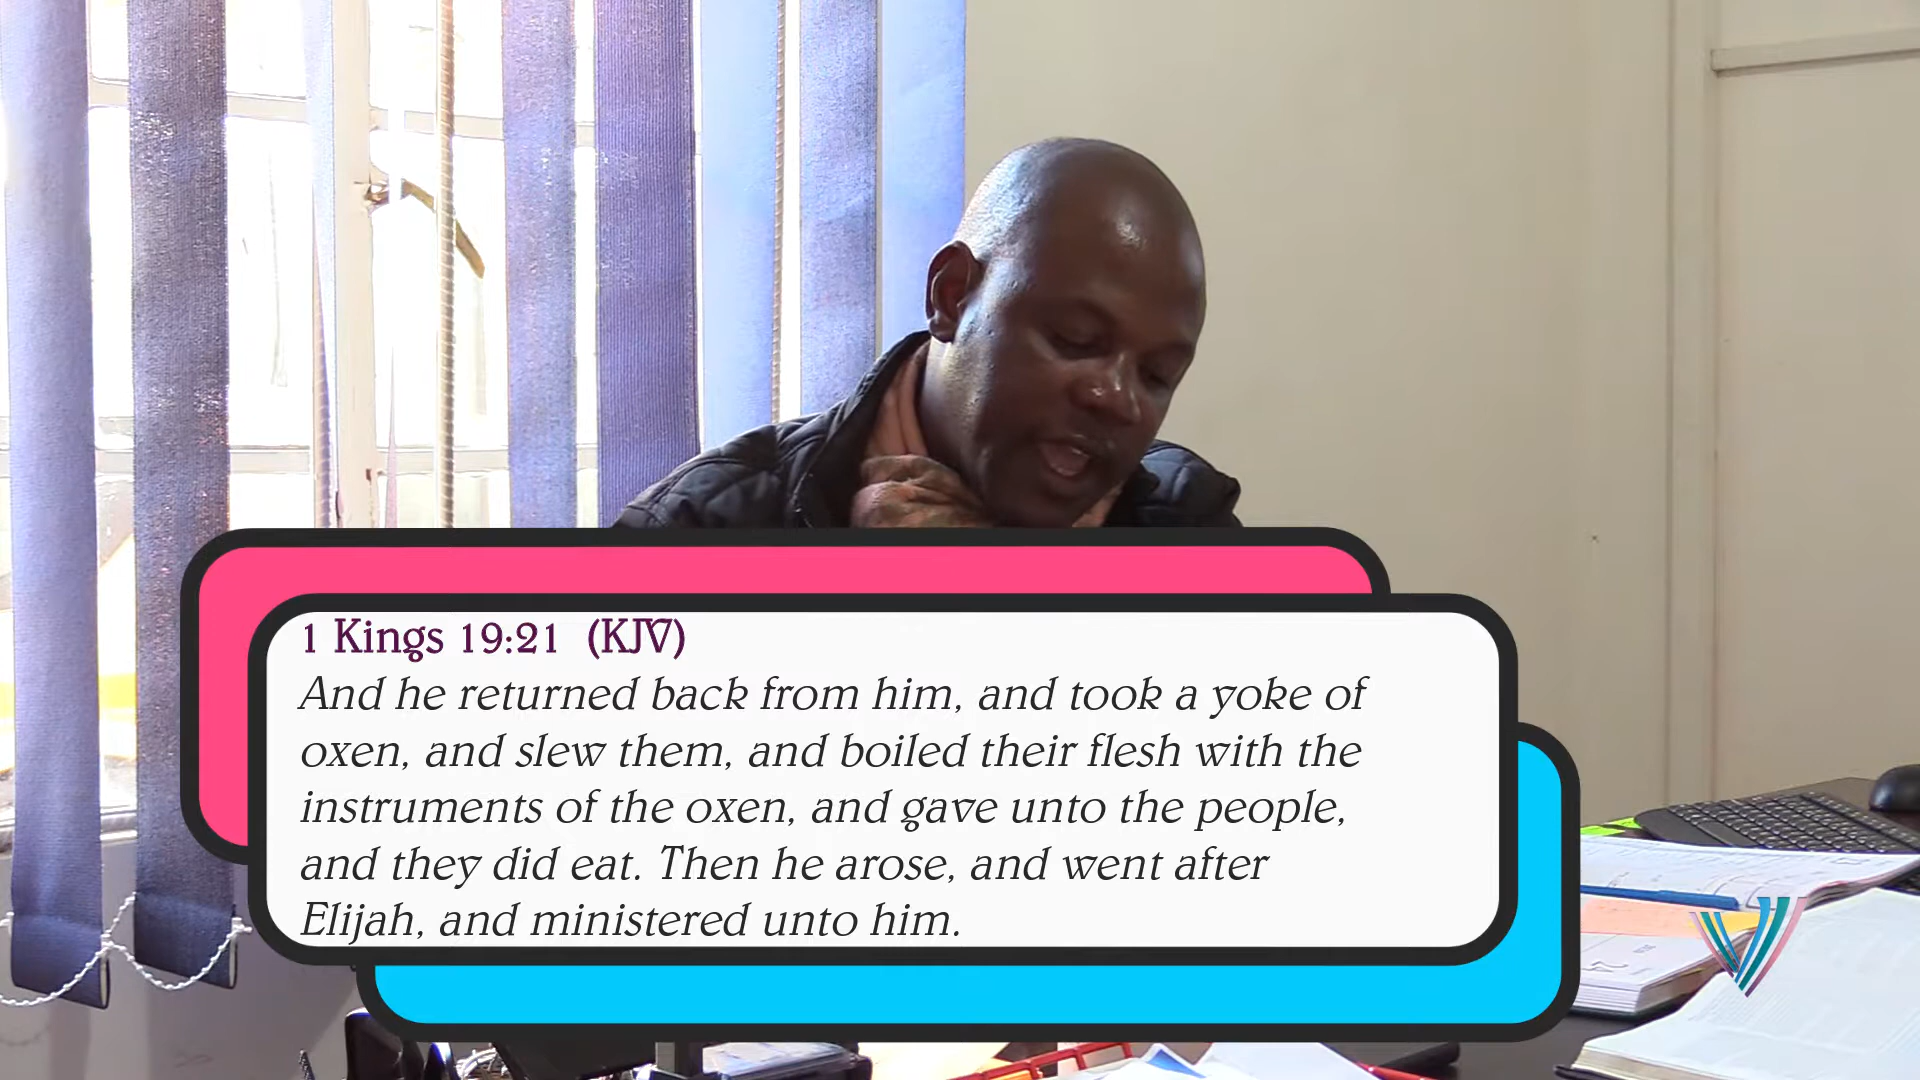 1 Kings 19:21 (KJV)
And he returned back from him, and took a yoke of
oxen, and slew them, and boiled their flesh with the
instruments of the oxen, and gave unto the people,
and they did eat. Then he arose, and went after
Elijah, and ministered unto him.